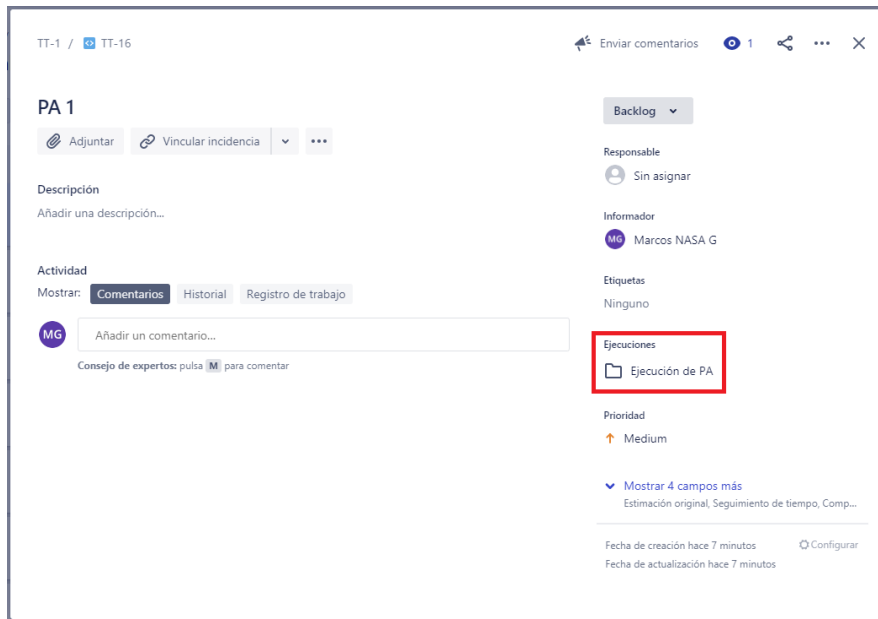 TT-1 / TT-16
Enviar comentarios 1
PA 1
Adjuntar Vincular incidencia
Descripción
Añadir una descripción...
Actividad
Mostrar: Comentarios Historial Registro de trabajo
MG Añadir un comentario...
Consejo de expertos: pulsa M para comentar
Backlog
Responsable
Sin asignar
Informador
MG Marcos NASA G
Etiquetas
Ninguno
Ejecuciones
Ejecución de PA
Prioridad
Medium
Mostrar 4 campos más
Estimación original, Seguimiento de tiempo, Comp...
Fecha de creación hace 7 minutos Configurar
Fecha de actualización hace 7 minutos